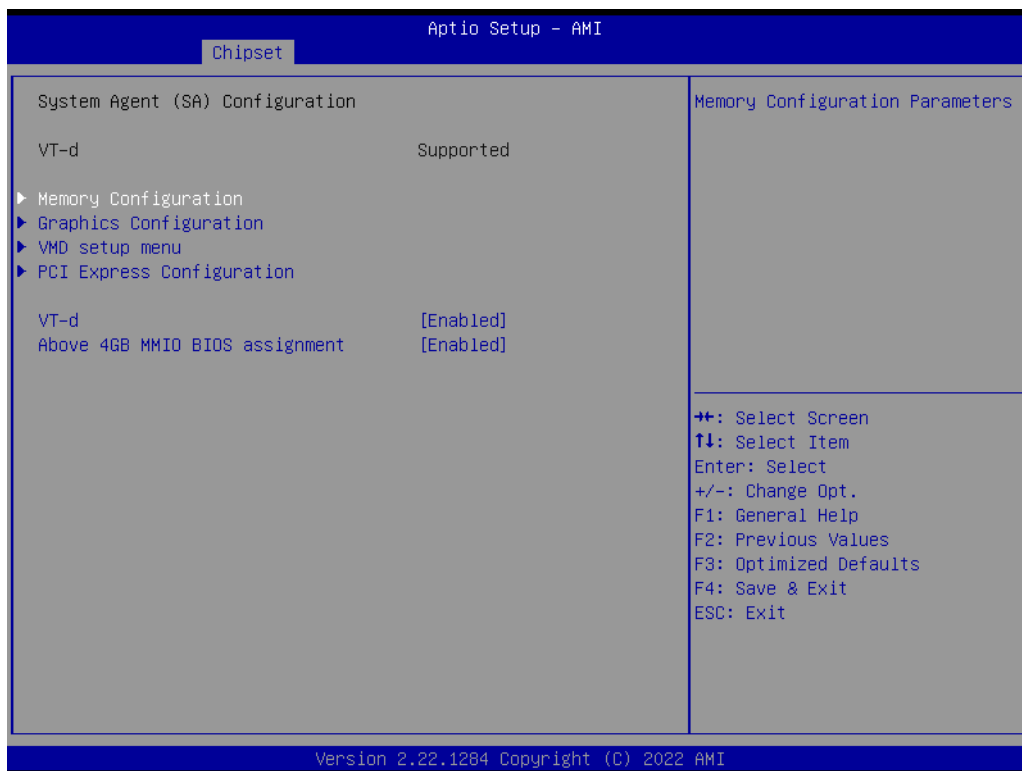 Aptio Setup – AMI
Chipset
System Agent (SA) Configuration
VT-d Supported
Memory Configuration
Graphics Configuration
VMD setup menu
PCI Express Configuration
VT-d [Enabled]
Above 4GB MMIO BIOS assignment [Enabled]
Memory Configuration Parameters
→←: Select Screen
↑↓: Select Item
Enter: Select
+/-: Change Opt.
F1: General Help
F2: Previous Values
F3: Optimized Defaults
F4: Save & Exit
ESC: Exit
Version 2.22.1284 Copyright (C) 2022 AMI